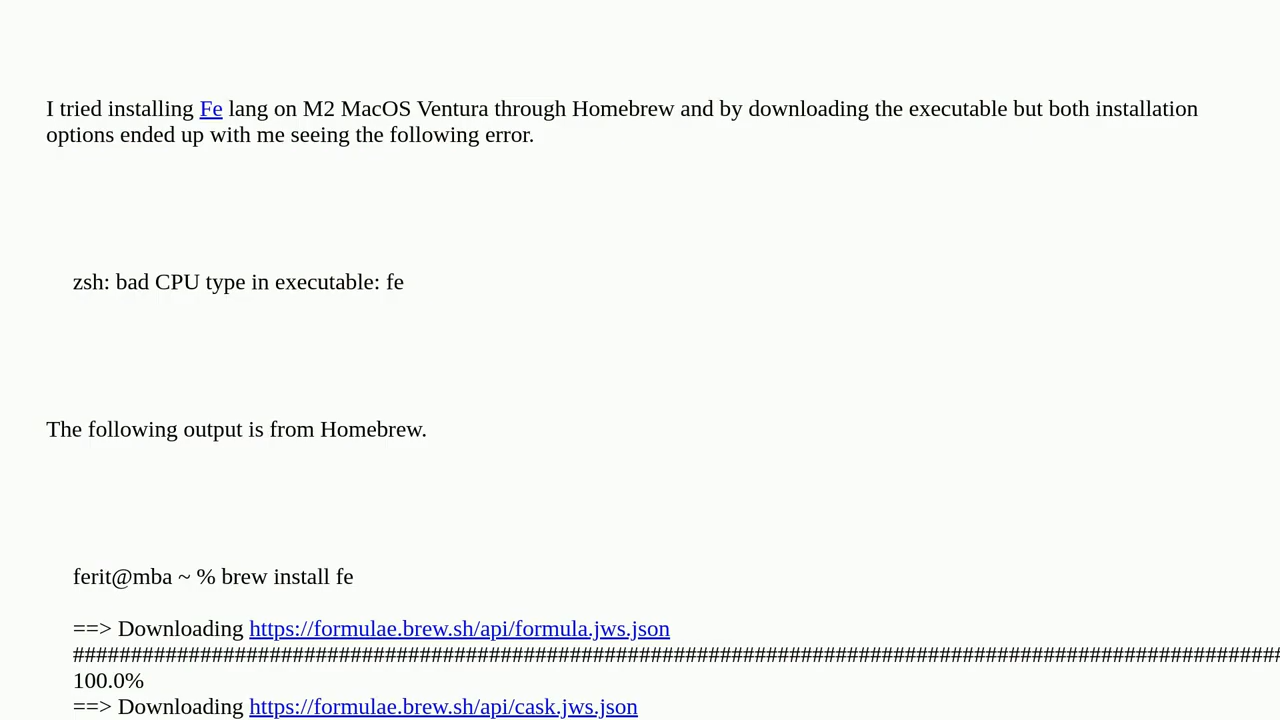 I tried installing Fe lang on M2 MacOS Ventura through Homebrew and by downloading the executable but both installation
options ended up with me seeing the following error.
zsh: bad CPU type in executable: fe
The following output is from Homebrew.
ferit@mba ~ % brew install fe
==> Downloading https://formulae.brew.sh/api/formula.jws.json
#########################################################################################################
100.0%
==> Downloading https://formulae.brew.sh/api/cask.jws.json